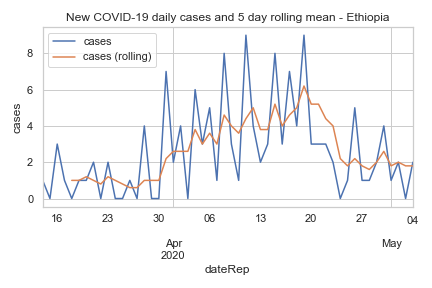 New COVID-19 daily cases and 5 day rolling mean - Ethiopia
cases
cases (rolling)
cases
8
6
4
2
0
16 23 30 06 13 20 27 04
Apr May
2020
dateRep